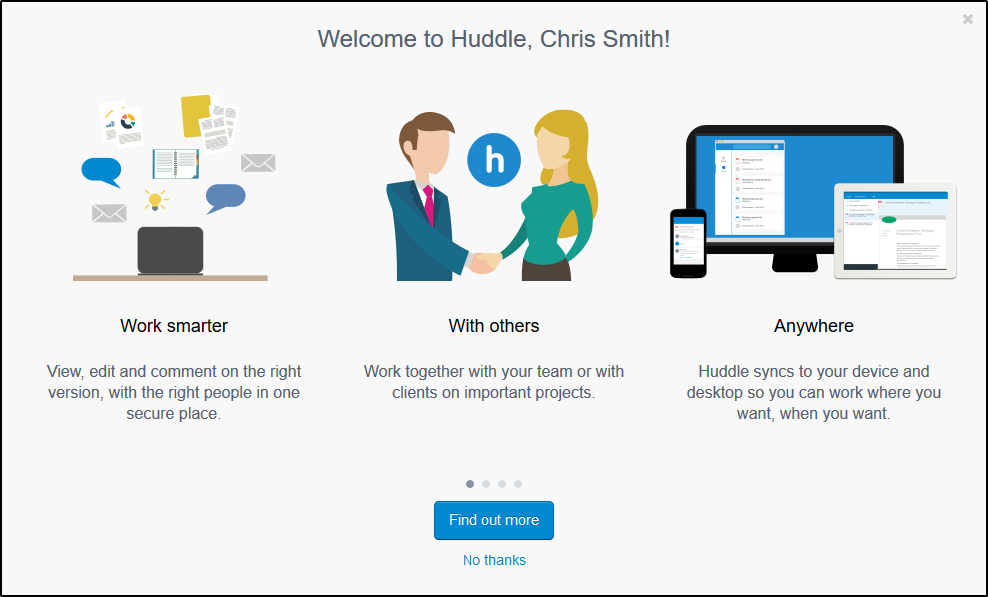 Welcome to Huddle, Chris Smith!
h
Work smarter
View, edit and comment on the right
version, with the right people in one
secure place.
With others
Work together with your team or with
clients on important projects.
Anywhere
Huddle syncs to your device and
desktop so you can work where you
want, when you want.
Find out more
No thanks